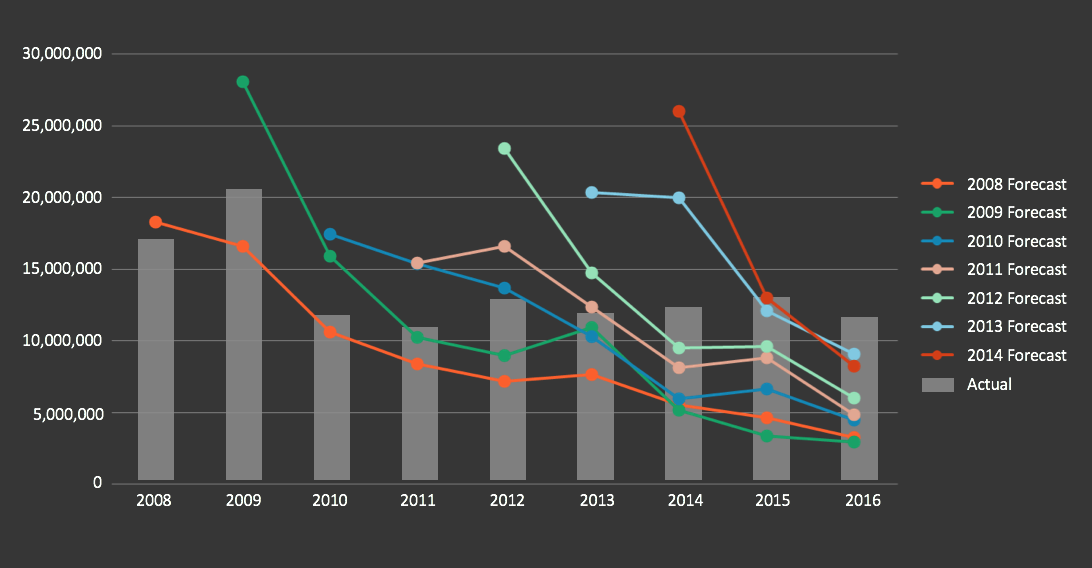 30,000,000
25,000,000
20,000,000
15,000,000
10,000,000
5,000,000
0
2008 2009 2010 2011 2012 2013 2014 2015 2016
2008 Forecast
2009 Forecast
2010 Forecast
2011 Forecast
2012 Forecast
2013 Forecast
2014 Forecast
Actual